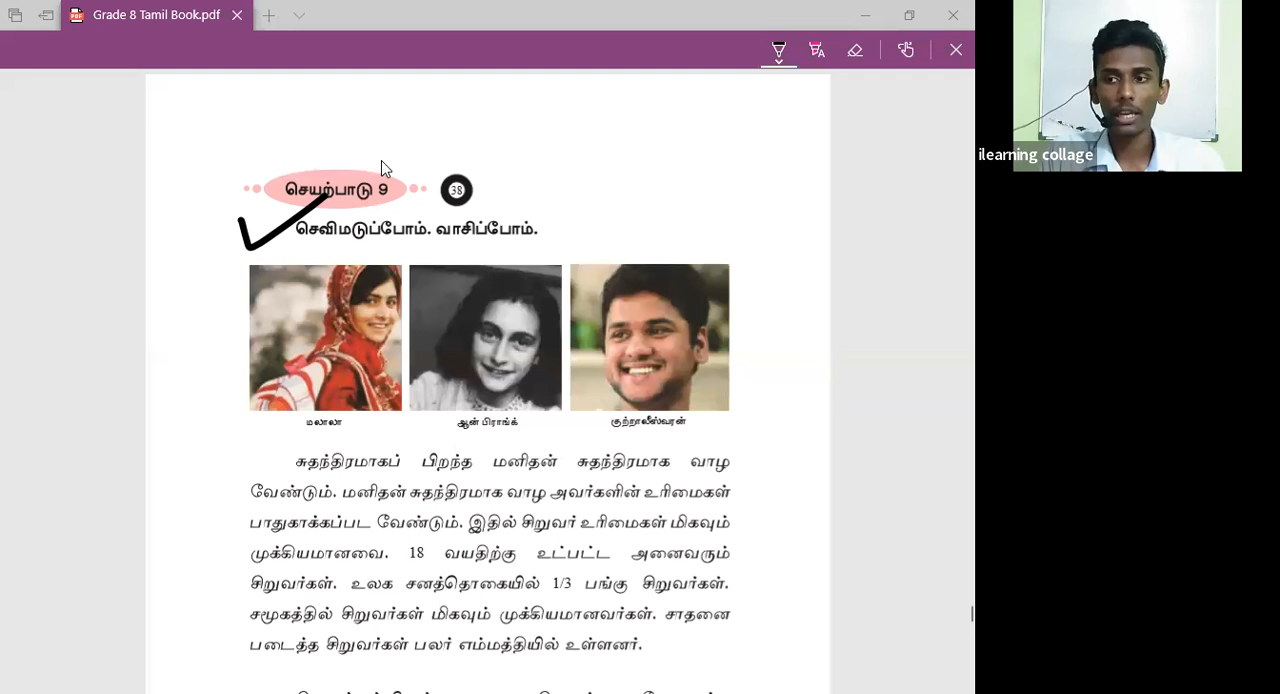 Grade 8 Tamil Book.pdf
ilearning collage
செயற்பாடு 9
38
செவிமடுப்போம். வாசிப்போம்.
மலாலா
ஆன் பிராங்க்
குற்றாலீஸ்வரன்
சுதந்திரமாகப் பிறந்த மனிதன் சுதந்திரமாக வாழ
வேண்டும். மனிதன் சுதந்திரமாக வாழ அவர்களின் உரிமைகள்
பாதுகாக்கப்பட வேண்டும். இதில் சிறுவர் உரிமைகள் மிகவும்
முக்கியமானவை. 18 வயதிற்கு உட்பட்ட அனைவரும்
சிறுவர்கள். உலக சனத்தொகையில் 1/3 பங்கு சிறுவர்கள்.
சமூகத்தில் சிறுவர்கள் மிகவும் முக்கியமானவர்கள். சாதனை
படைத்த சிறுவர்கள் பலர் எம்மத்தியில் உள்ளனர்.